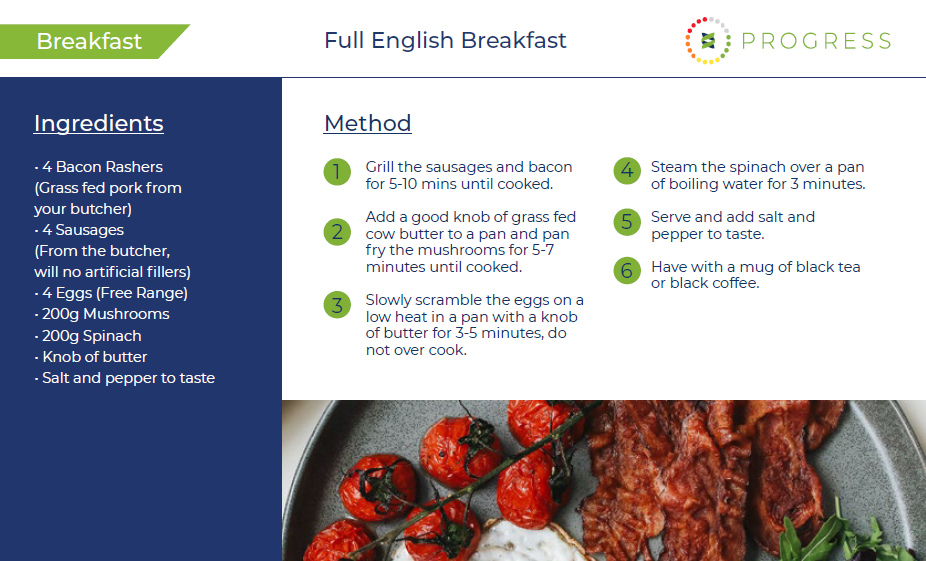 Breakfast
Full English Breakfast
PROGRESS
Ingredients
• 4 Bacon Rashers
(Grass fed pork from
your butcher)
• 4 Sausages
(From the butcher,
will no artificial fillers)
• 4 Eggs (Free Range)
• 200g Mushrooms
• 200g Spinach
• Knob of butter
• Salt and pepper to taste
Method
1 Grill the sausages and bacon
for 5-10 mins until cooked.
2 Add a good knob of grass fed
cow butter to a pan and pan
fry the mushrooms for 5-7
minutes until cooked.
3 Slowly scramble the eggs on a
low heat in a pan with a knob
of butter for 3-5 minutes, do
not over cook.
4 Steam the spinach over a pan
of boiling water for 3 minutes.
5 Serve and add salt and
pepper to taste.
6 Have with a mug of black tea
or black coffee.